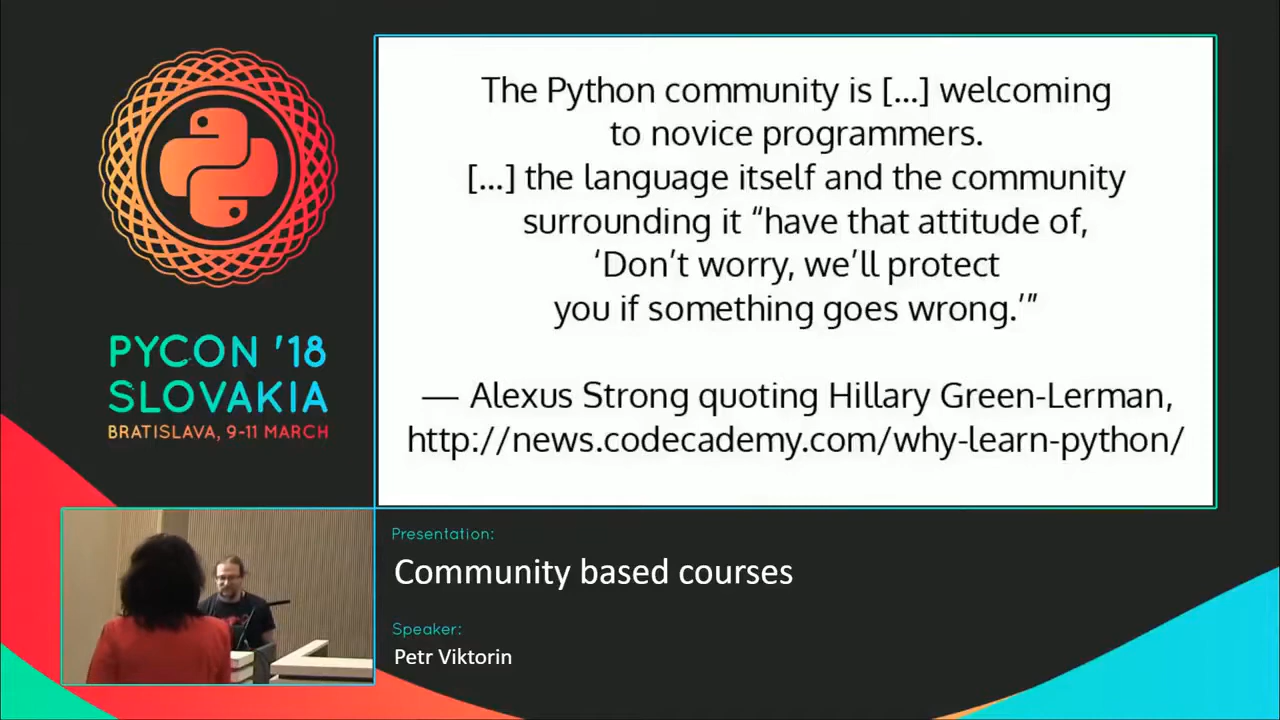 The Python community is [...] welcoming
to novice programmers.
[...] the language itself and the community
surrounding it “have that attitude of,
‘Don’t worry, we’ll protect
you if something goes wrong.’”
— Alexus Strong quoting Hillary Green-Lerman,
http://news.codecademy.com/why-learn-python/
PYCON '18
SLOVAKIA
BRATISLAVA, 9-11 MARCH
Presentation:
Community based courses
Speaker:
Petr Viktorin